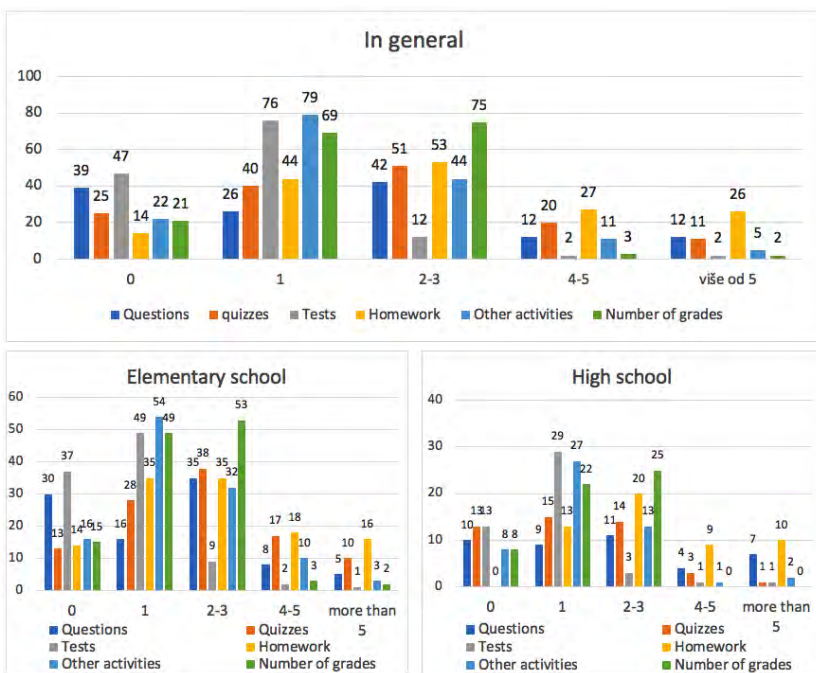 In general
100
80
60
40
20
0
39 25 47 14 22 21
26 40 76 44 79 69
42 51 12 53 44 75
12 20 2 27 11 3
12 11 2 26 5 2
0 1 2-3 4-5 više od 5
Questions quizzes Tests Homework Other activities Number of grades
Elementary school
60
50
40
30
20
10
0
30 13 37 14 16 15
16 28 49 35 54 49
35 38 9 35 32 53
8 17 2 18 10 3
5 10 1 16 3 2
0 1 2-3 4-5 more than 5
Questions Quizzes
Tests Homework
Other activities Number of grades
High school
40
30
20
10
0
10 13 13 0 8 8
9 15 29 13 27 22
11 14 3 20 13 25
4 3 1 9 1 0
7 1 1 10 2 0
0 1 2-3 4-5 more than 5
Questions Quizzes
Tests Homework
Other activities Number of grades